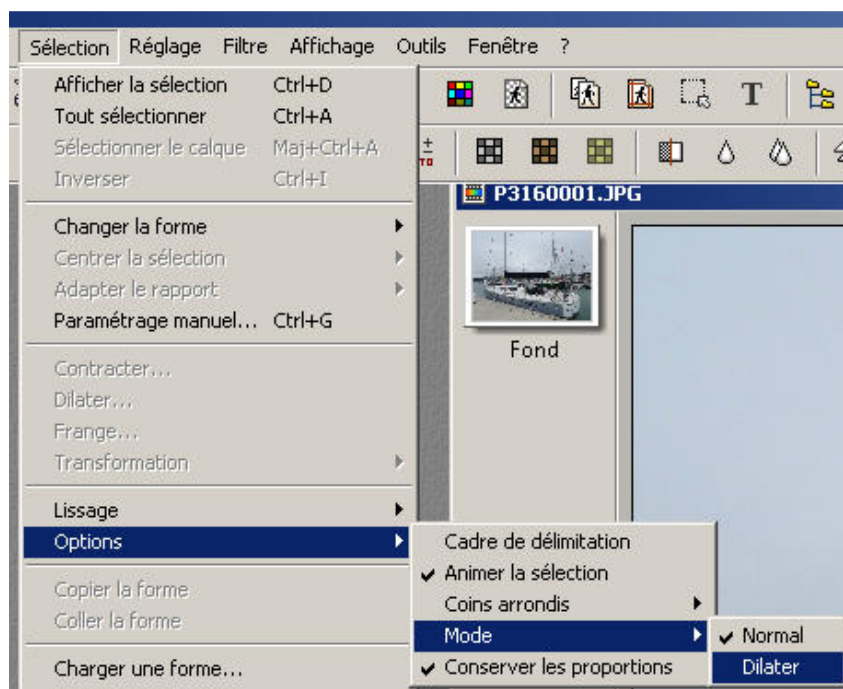 Sélection Réglage Filtre Affichage Outils Fenêtre ?
Afficher la sélection Ctrl+D
Tout sélectionner Ctrl+A
Sélectionner le calque Maj+Ctrl+A
Inverser Ctrl+I
T
P3160001.JPG
Changer la forme
Centrer la sélection
Adapter le rapport
Paramétrage manuel... Ctrl+G
Fond
Contracter...
Dilater...
Frange...
Transformation
Lissage
Options
Cadre de délimitation
Animer la sélection
Coins arrondis
Mode
Conserver les proportions
Normal
Dilater
Copier la forme
Coller la forme
Charger une forme...